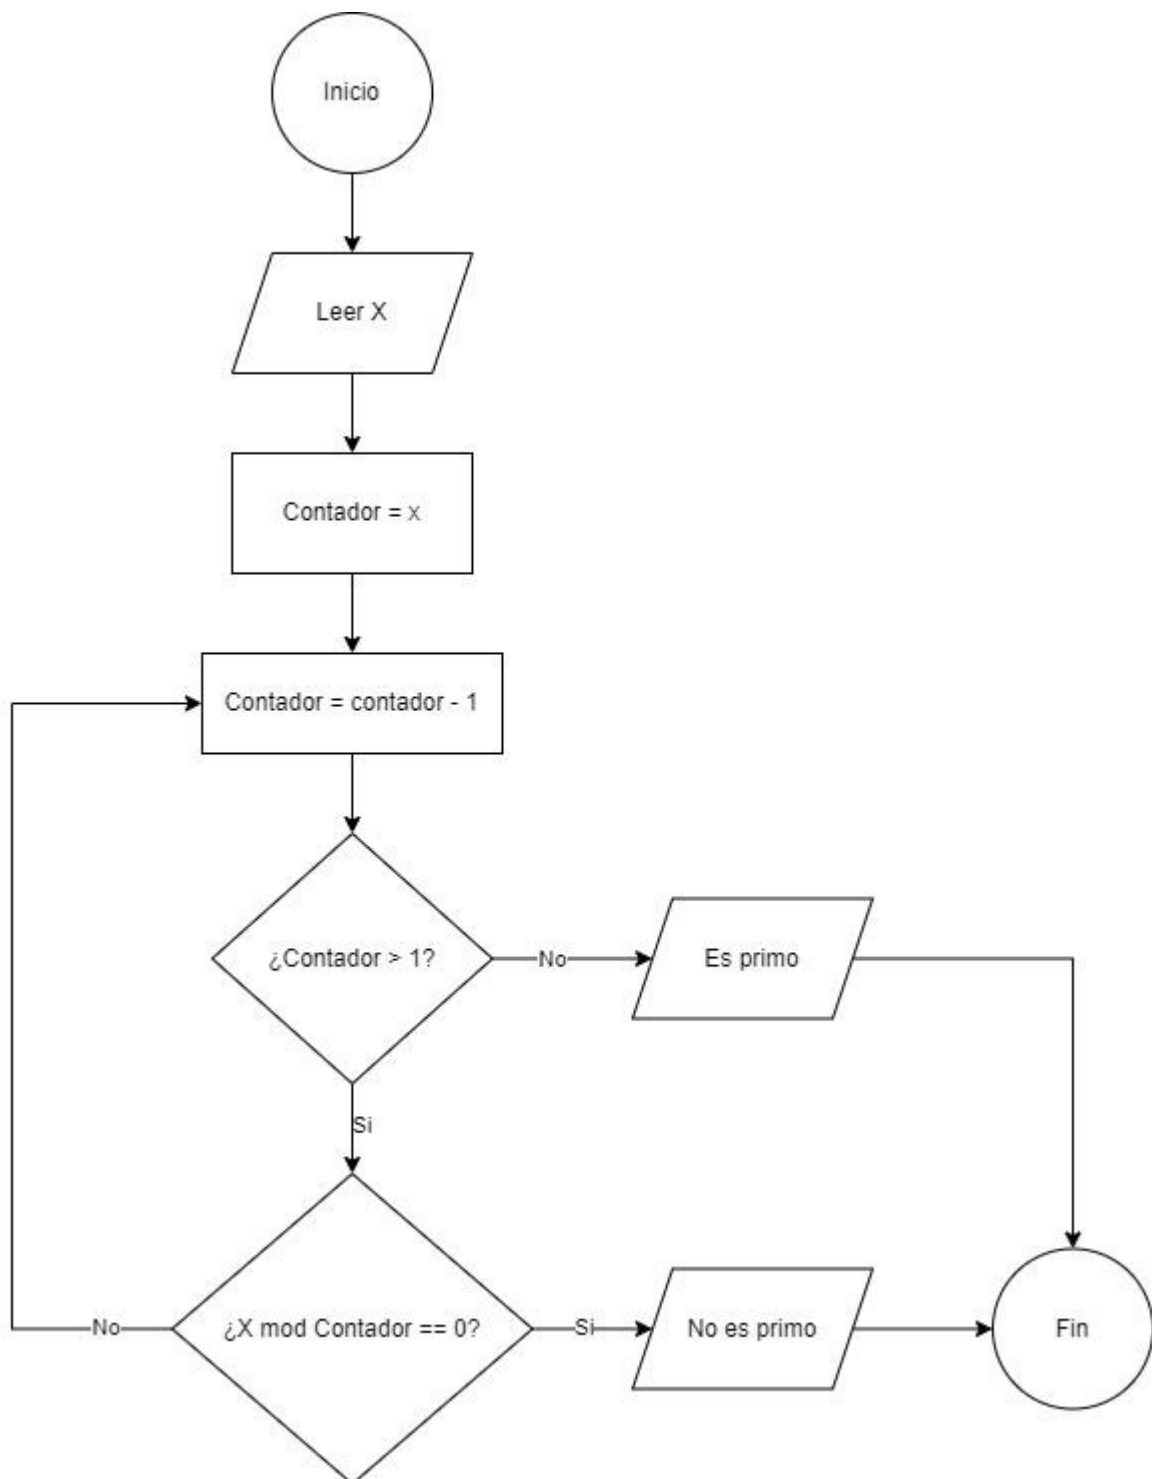 Inicio
Leer X
Contador = x
Contador = contador - 1
¿Contador > 1?
No
Es primo
Si
¿X mod Contador == 0?
No
Si
No es primo
Fin